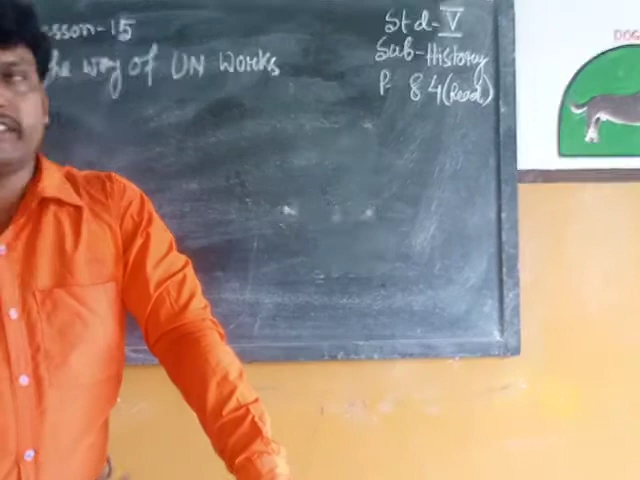 esson-15
the way of UN Works
Std-V
Sub-History
P- 84(Read)
DOG